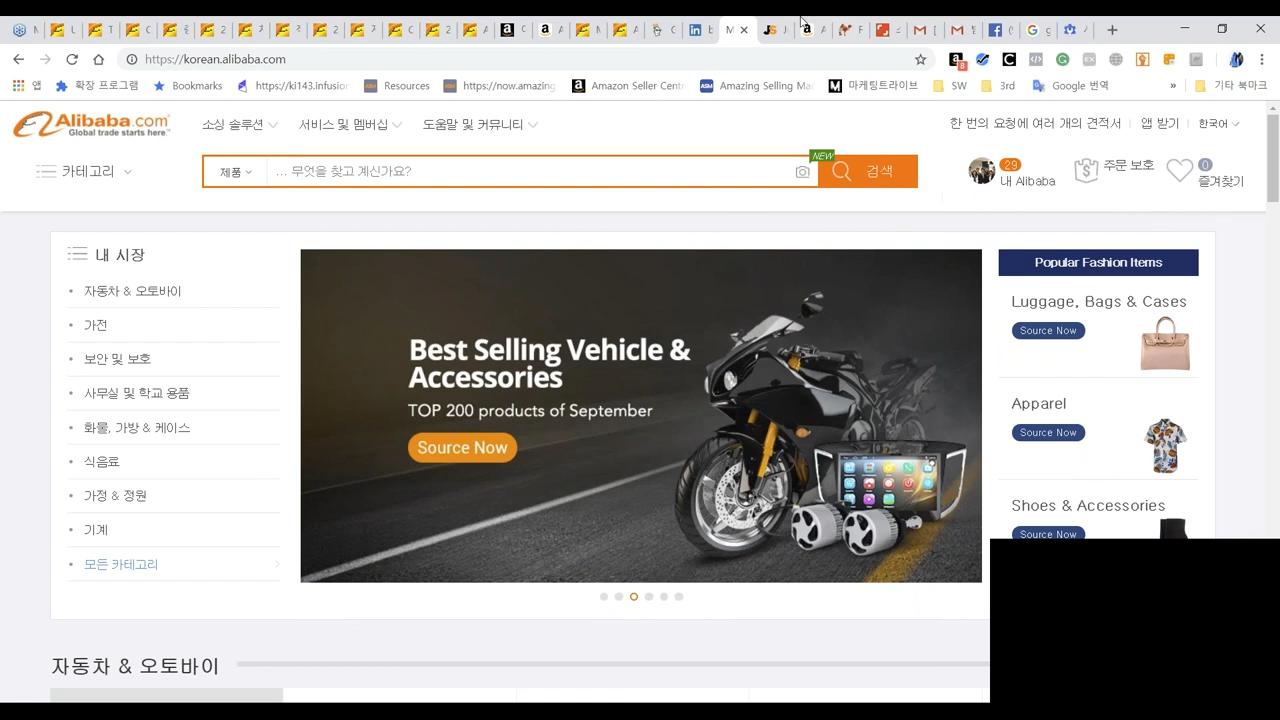 https://korean.alibaba.com
8
앱
확장 프로그램
Bookmarks
https://ki143.infusion
Resources
https://now.amazing
Amazon Seller Centr
Amazing Selling Ma
마케팅트라이브
SW
3rd
Google 번역
»
기타 북마크
Alibaba.com
Global trade starts here.™
소싱 솔루션
서비스 및 멤버십
도움말 및 커뮤니티
한 번의 요청에 여러 개의 견적서
앱 받기
한국어
카테고리
제품
... 무엇을 찾고 계신가요?
NEW
검색
29
내 Alibaba
주문 보호
0
즐겨찾기
내 시장
자동차 & 오토바이
가전
보안 및 보호
사무실 및 학교 용품
화물, 가방 & 케이스
식음료
가정 & 정원
기계
모든 카테고리
Best Selling Vehicle &
Accessories
TOP 200 products of September
Source Now
Popular Fashion Items
Luggage, Bags & Cases
Source Now
Apparel
Source Now
Shoes & Accessories
Source Now
자동차 & 오토바이